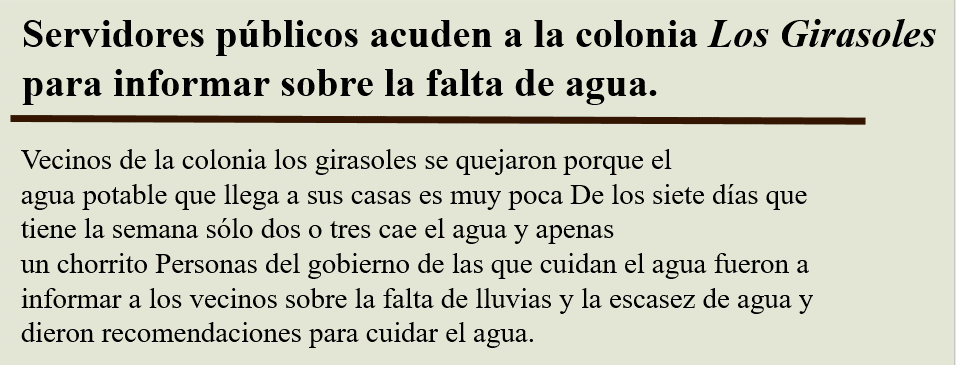 Servidores públicos acuden a la colonia Los Girasoles
para informar sobre la falta de agua.
Vecinos de la colonia los girasoles se quejaron porque el
agua potable que llega a sus casas es muy poca De los siete días que
tiene la semana sólo dos o tres cae el agua y apenas
un chorrito Personas del gobierno de las que cuidan el agua fueron a
informar a los vecinos sobre la falta de lluvias y la escasez de agua y
dieron recomendaciones para cuidar el agua.